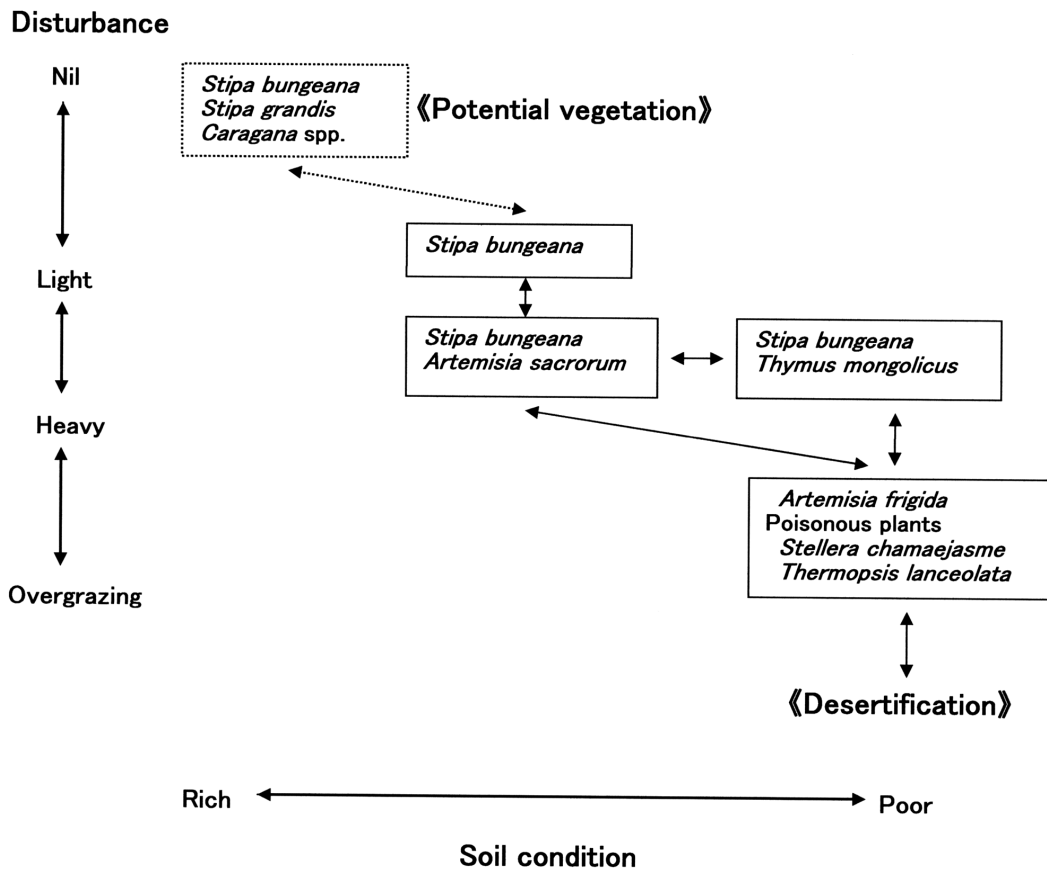 Disturbance
Nil
Stipa bungeana
Stipa grandis
Caragana spp.
《Potential vegetation》
Stipa bungeana
Light
Stipa bungeana
Artemisia sacrorum
Stipa bungeana
Thymus mongolicus
Heavy
Artemisia frigida
Poisonous plants
Stellera chamaejasme
Thermopsis lanceolata
Overgrazing
《Desertification》
Rich
Poor
Soil condition